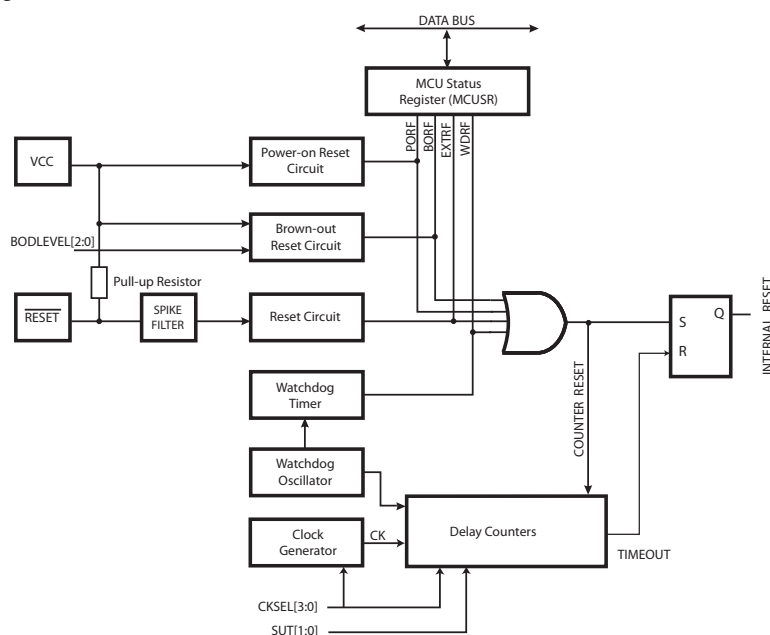 DATA BUS
MCU Status
Register (MCUSR)
PORF
BORF
EXTRF
WDRF
VCC
Power-on Reset
Circuit
BODLEVEL[2:0]
Brown-out
Reset Circuit
Pull-up Resistor
RESET
SPIKE
FILTER
Reset Circuit
S
Q
R
INTERNAL RESET
Watchdog
Timer
COUNTER RESET
Watchdog
Oscillator
Clock
Generator
CK
Delay Counters
TIMEOUT
CKSEL[3:0]
SUT[1:0]